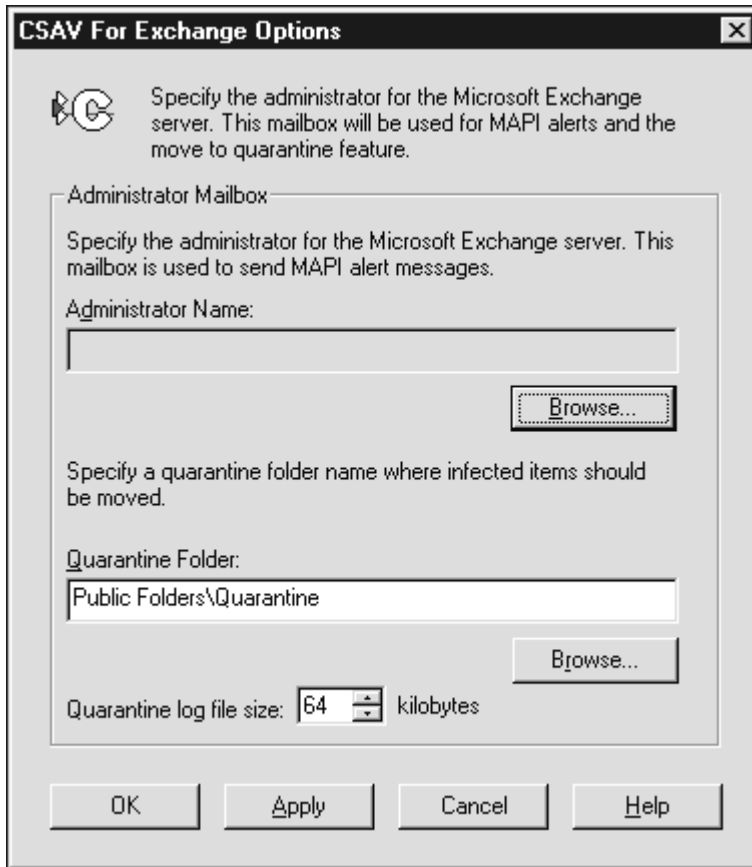 CSAV For Exchange Options
Specify the administrator for the Microsoft Exchange
server. This mailbox will be used for MAPI alerts and the
move to quarantine feature.
Administrator Mailbox
Specify the administrator for the Microsoft Exchange server. This
mailbox is used to send MAPI alert messages.
Administrator Name:
Browse...
Specify a quarantine folder name where infected items should
be moved.
Quarantine Folder:
Public Folders\Quarantine
Browse...
Quarantine log file size: 64 kilobytes
OK Apply Cancel Help